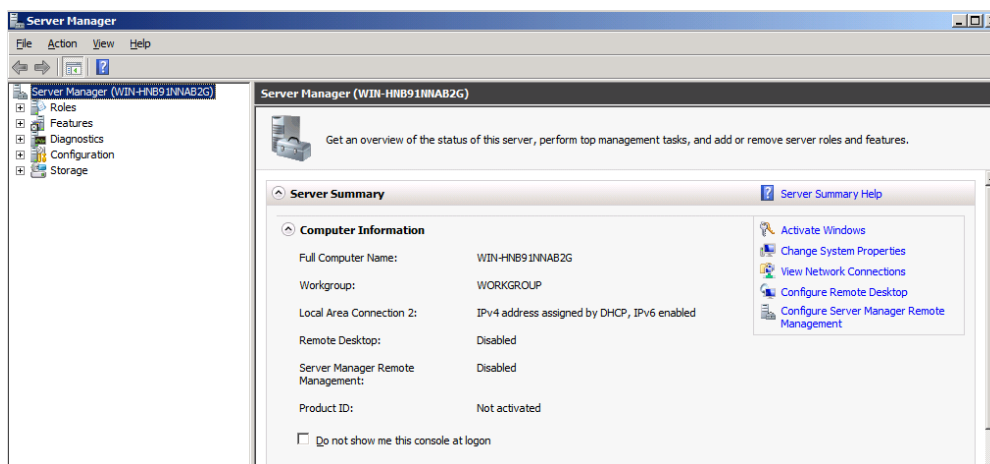 Server Manager
File Action View Help
Server Manager (WIN-HNB91NNAB2G)
Roles
Features
Diagnostics
Configuration
Storage
Server Manager (WIN-HNB91NNAB2G)
Get an overview of the status of this server, perform top management tasks, and add or remove server roles and features.
Server Summary
Server Summary Help
Computer Information
Full Computer Name: WIN-HNB91NNAB2G
Workgroup: WORKGROUP
Local Area Connection 2: IPv4 address assigned by DHCP, IPv6 enabled
Remote Desktop: Disabled
Server Manager Remote Disabled
Management:
Product ID: Not activated
Do not show me this console at logon
Activate Windows
Change System Properties
View Network Connections
Configure Remote Desktop
Configure Server Manager Remote
Management